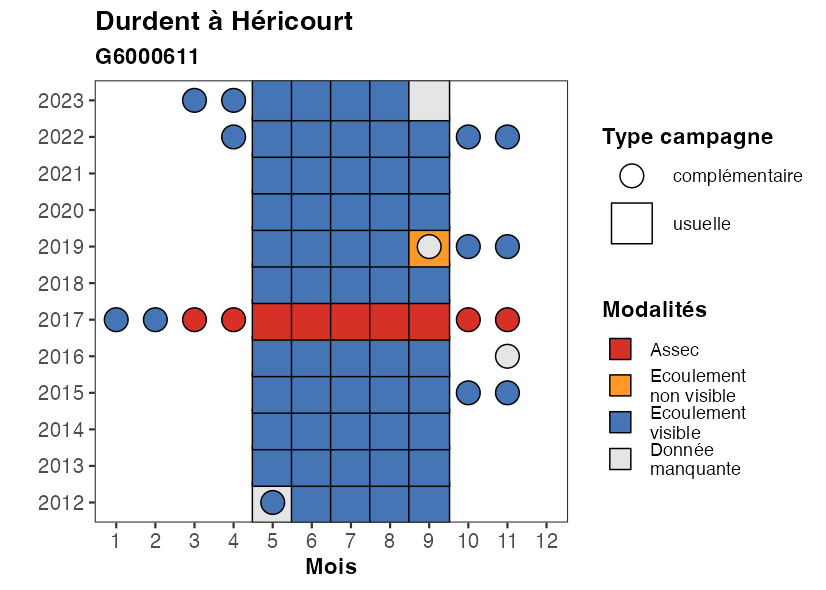 Durdent à Héricourt
G6000611
2023
2022
2021
2020
2019
2018
2017
2016
2015
2014
2013
2012
1 2 3 4 5 6 7 8 9 10 11 12
Mois
Type campagne
complémentaire
usuelle
Modalités
Assec
Ecoulement
non visible
Ecoulement
visible
Donnée
manquante